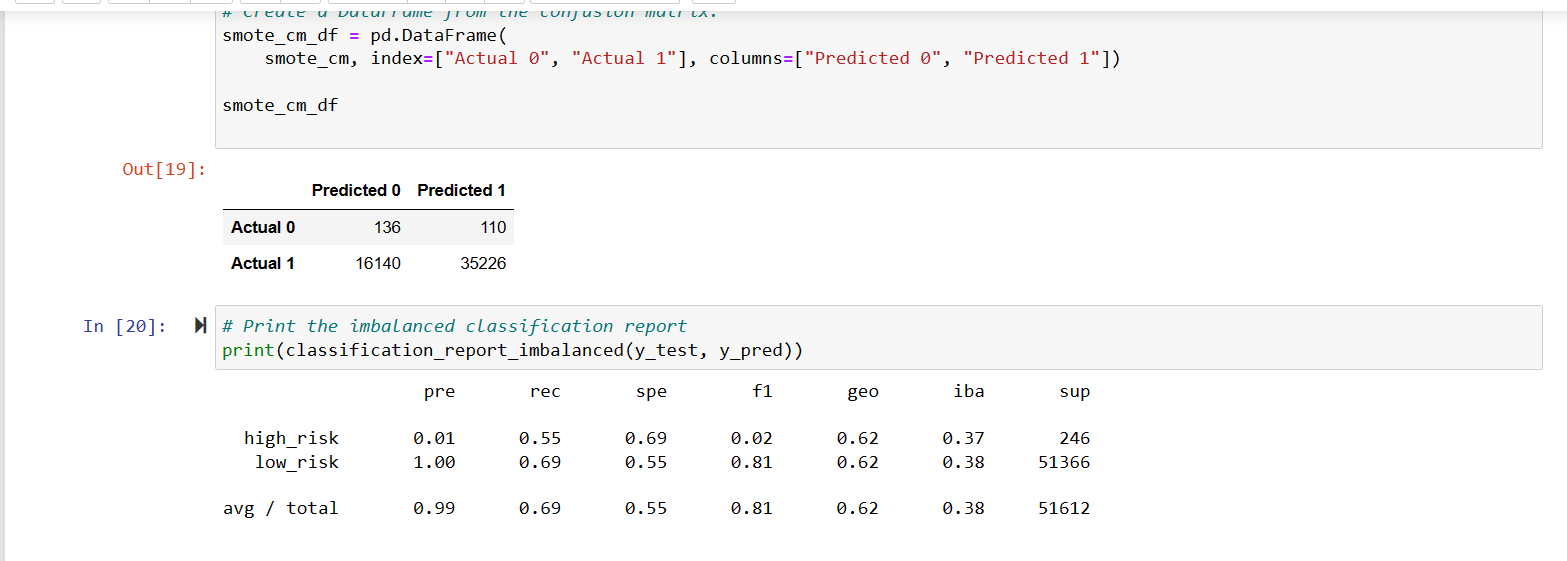 # Create a DataFrame from the confusion matrix.
smote_cm_df = pd.DataFrame(
smote_cm, index=["Actual 0", "Actual 1"], columns=["Predicted 0", "Predicted 1"])
smote_cm_df
Out[19]:
Predicted 0 Predicted 1
Actual 0 136 110
Actual 1 16140 35226
In [20]: # Print the imbalanced classification report
print(classification_report_imbalanced(y_test, y_pred))
pre rec spe f1 geo iba sup
high_risk 0.01 0.55 0.69 0.02 0.62 0.37 246
low_risk 1.00 0.69 0.55 0.81 0.62 0.38 51366
avg / total 0.99 0.69 0.55 0.81 0.62 0.38 51612